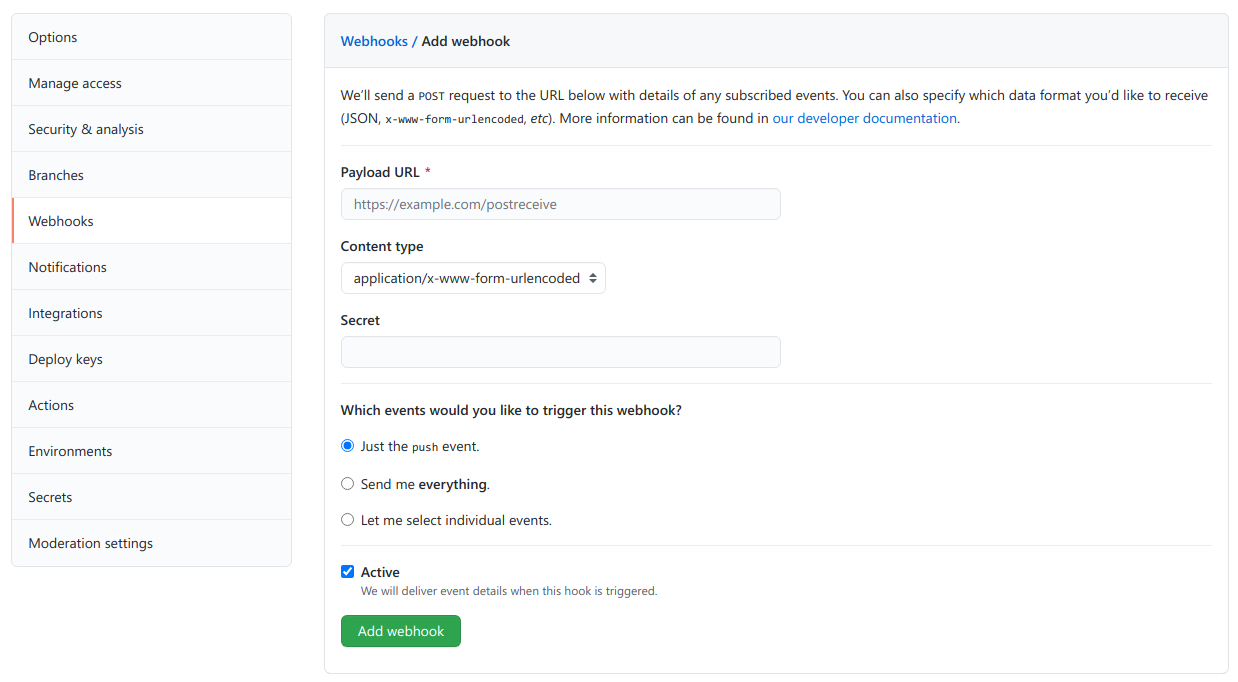 Options
Manage access
Security & analysis
Branches
Webhooks
Notifications
Integrations
Deploy keys
Actions
Environments
Secrets
Moderation settings
Webhooks / Add webhook
We’ll send a POST request to the URL below with details of any subscribed events. You can also specify which data format you’d like to receive
(JSON, x-www-form-urlencoded, etc). More information can be found in our developer documentation.
Payload URL *
https://example.com/postreceive
Content type
application/x-www-form-urlencoded
Secret
Which events would you like to trigger this webhook?
Just the push event.
Send me everything.
Let me select individual events.
Active
We will deliver event details when this hook is triggered.
Add webhook